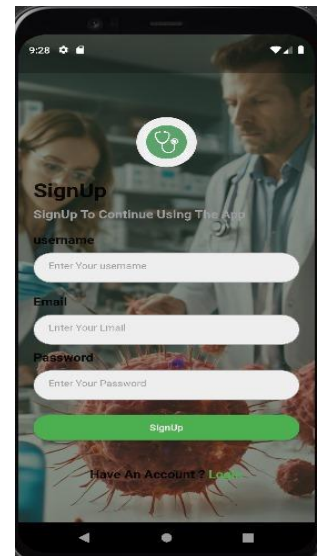 9:28
SignUp
SignUp To Continue Using The App
username
Enter Your username
Email
Enter Your Email
Password
Enter Your Password
SignUp
Have An Account ? Login